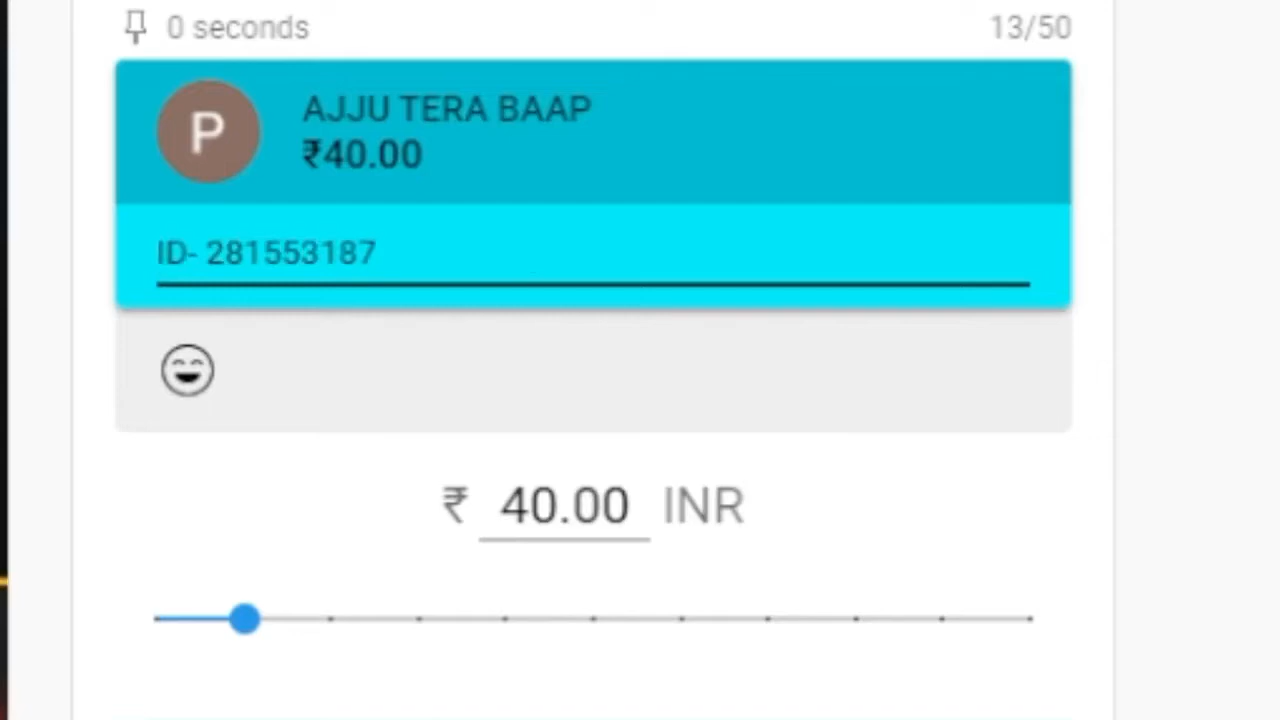 0 seconds 13/50
P
AJJU TERA BAAP
₹40.00
ID- 281553187
₹ 40.00 INR